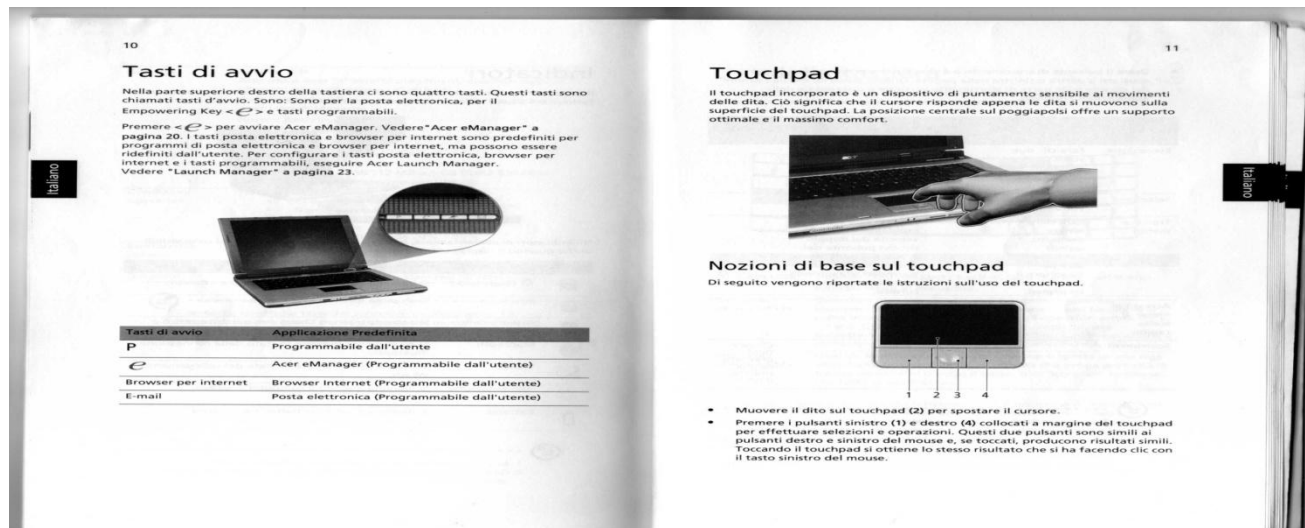 10
Tasti di avvio
Nella parte superiore destro della tastiera ci sono quattro tasti. Questi tasti sono
chiamati tasti d'avvio. Sono: Sono per la posta elettronica, per il
Empowering Key <e> e tasti programmabili.
Premere <e> per avviare Acer eManager. Vedere"Acer eManager" a
pagina 20. I tasti posta elettronica e browser per internet sono predefiniti per
programmi di posta elettronica e browser per internet, ma possono essere
ridefiniti dall'utente. Per configurare i tasti posta elettronica, browser per
internet e i tasti programmabili, eseguire Acer Launch Manager.
Vedere "Launch Manager" a pagina 23.
Italiano
Tasti di avvio Applicazione Predefinita
P Programmabile dall'utente
e Acer eManager (Programmabile dall'utente)
Browser per internet Browser Internet (Programmabile dall'utente)
E-mail Posta elettronica (Programmabile dall'utente)
11
Touchpad
Il touchpad incorporato è un dispositivo di puntamento sensibile ai movimenti
delle dita. Ciò significa che il cursore risponde appena le dita si muovono sulla
superficie del touchpad. La posizione centrale sul poggiapolsi offre un supporto
ottimale e il massimo comfort.
Italiano
Nozioni di base sul touchpad
Di seguito vengono riportate le istruzioni sull'uso del touchpad.
1 2 3 4
• Muovere il dito sul touchpad (2) per spostare il cursore.
• Premere i pulsanti sinistro (1) e destro (4) collocati a margine del touchpad
per effettuare selezioni e operazioni. Questi due pulsanti sono simili ai
pulsanti destro e sinistro del mouse e, se toccati, producono risultati simili.
Toccando il touchpad si ottiene lo stesso risultato che si ha facendo clic con
il tasto sinistro del mouse.